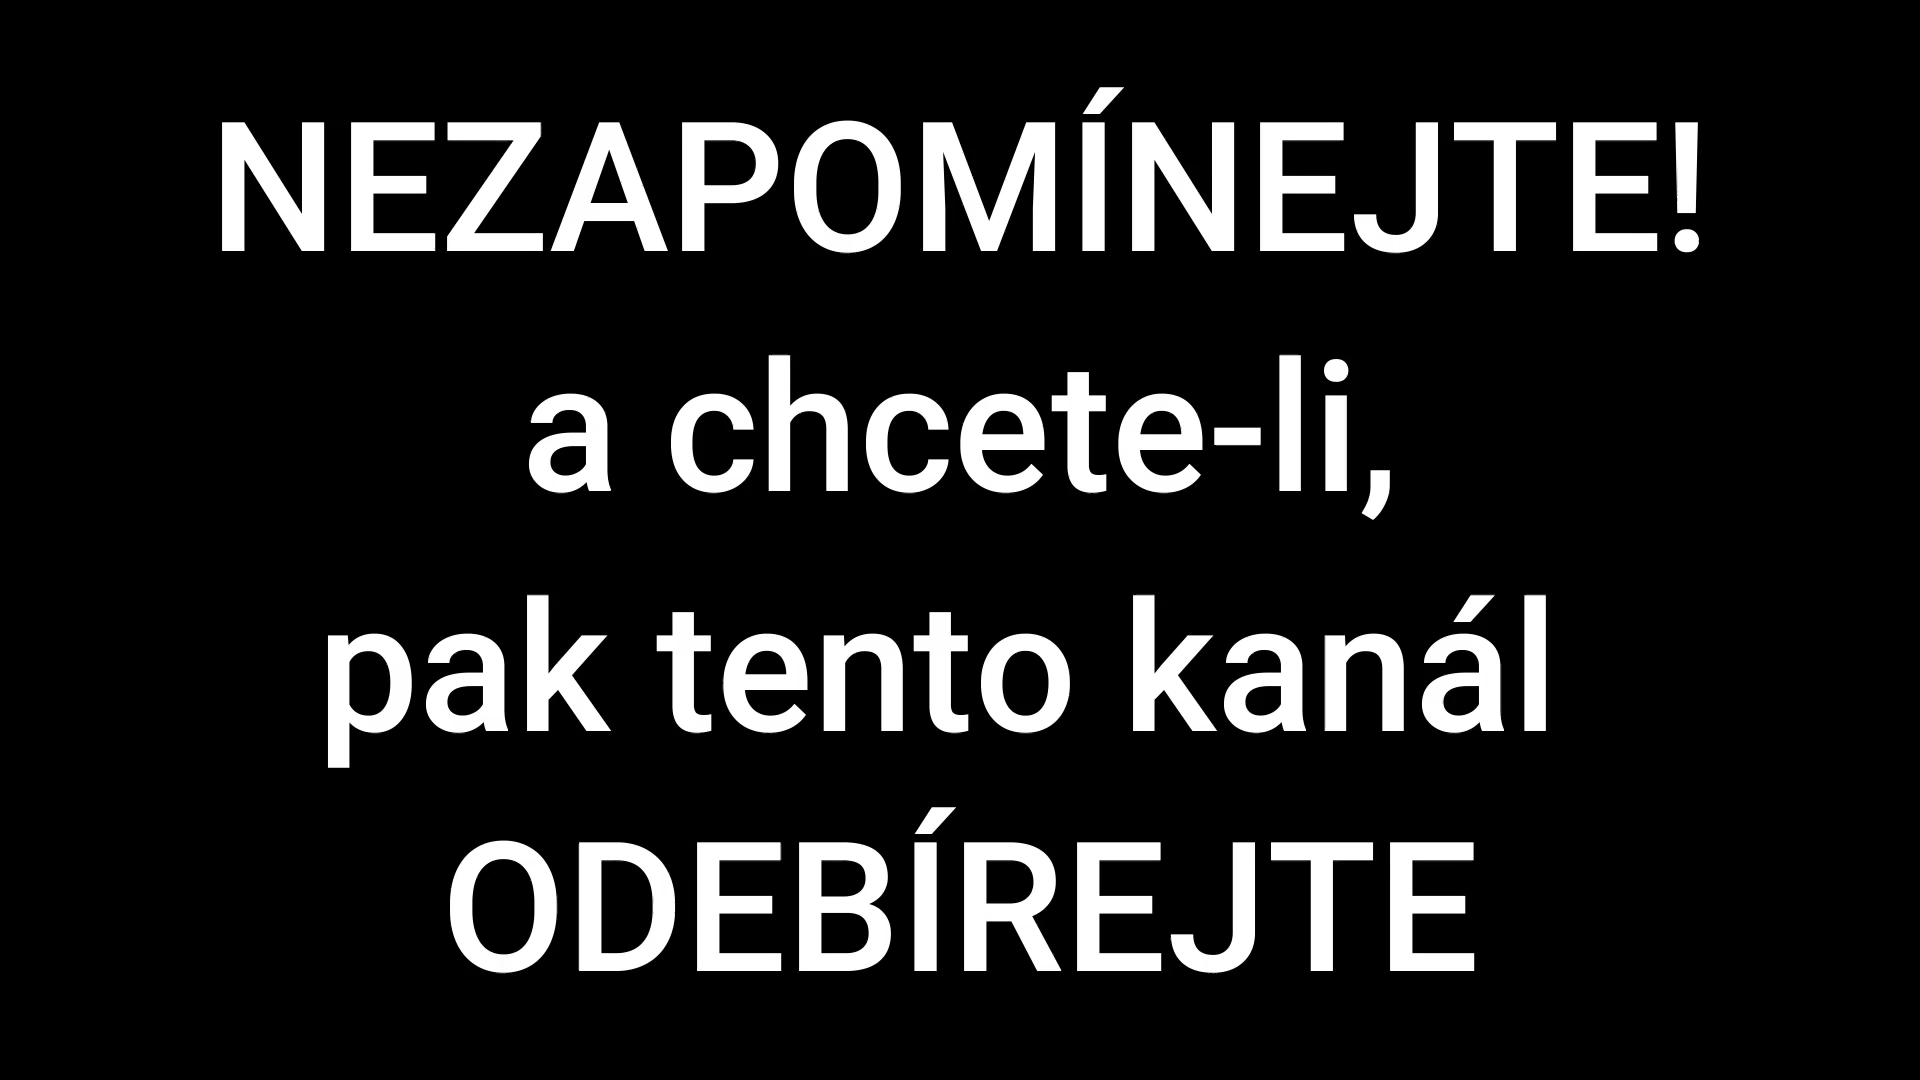 NEZAPOMÍNEJTE!
a chcete-li,
pak tento kanál
ODEBÍREJTE